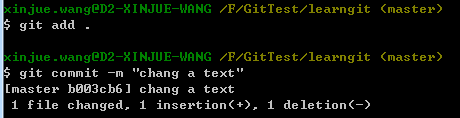 xinjue.wang@D2-XINJUE-WANG /F/GitTest/learngit (master)
$ git add .
xinjue.wang@D2-XINJUE-WANG /F/GitTest/learngit (master)
$ git commit -m "chang a text"
[master b003cb6] chang a text
 1 file changed, 1 insertion(+), 1 deletion(-)